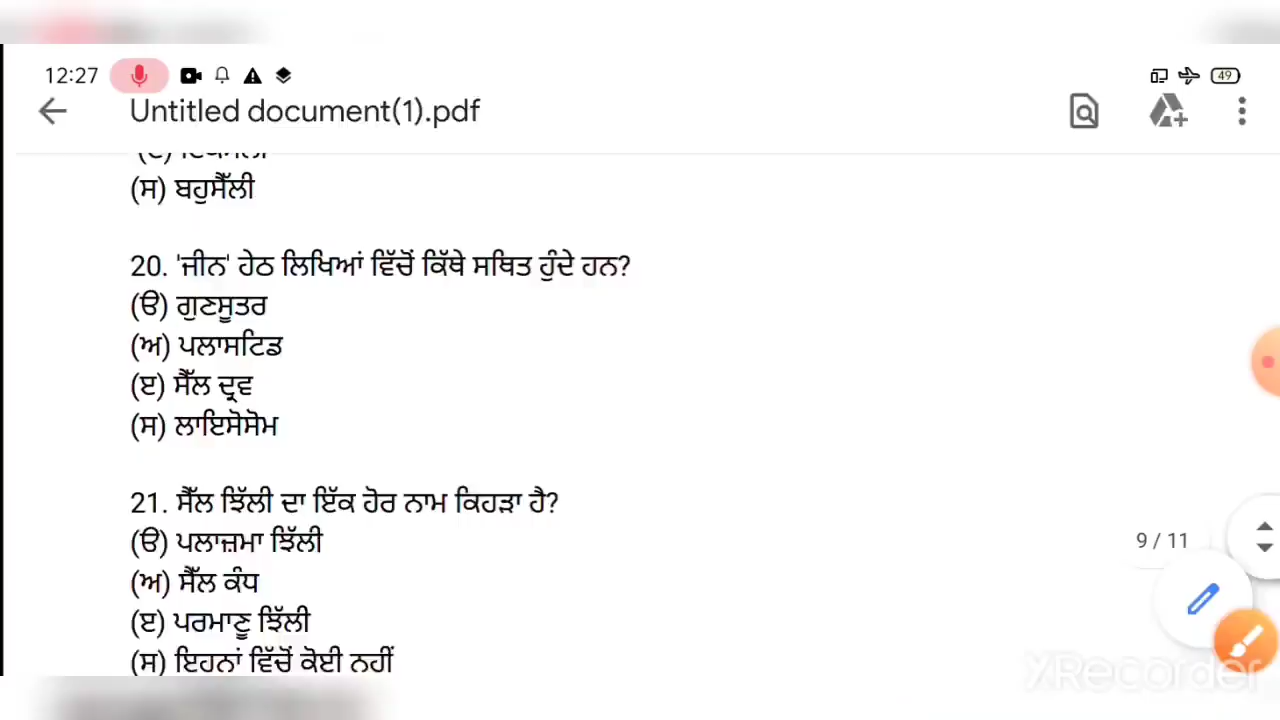 12:27
49
Untitled document(1).pdf
(ਸ) ਬਹੁਸੈੱਲੀ
20. 'ਜੀਨ' ਹੇਠ ਲਿਖਿਆਂ ਵਿੱਚੋਂ ਕਿੱਥੇ ਸਥਿਤ ਹੁੰਦੇ ਹਨ?
(ੳ) ਗੁਣਸੂਤਰ
(ਅ) ਪਲਾਸਟਿਡ
(ੲ) ਸੈੱਲ ਦ੍ਰਵ
(ਸ) ਲਾਇਸੋਸੋਮ
21. ਸੈੱਲ ਝਿੱਲੀ ਦਾ ਇੱਕ ਹੋਰ ਨਾਮ ਕਿਹੜਾ ਹੈ?
(ੳ) ਪਲਾਜ਼ਮਾ ਝਿੱਲੀ
9 / 11
(ਅ) ਸੈੱਲ ਕੰਧ
(ੲ) ਪਰਮਾਣੂ ਝਿੱਲੀ
(ਸ) ਇਹਨਾਂ ਵਿੱਚੋਂ ਕੋਈ ਨਹੀਂ
XRecorder